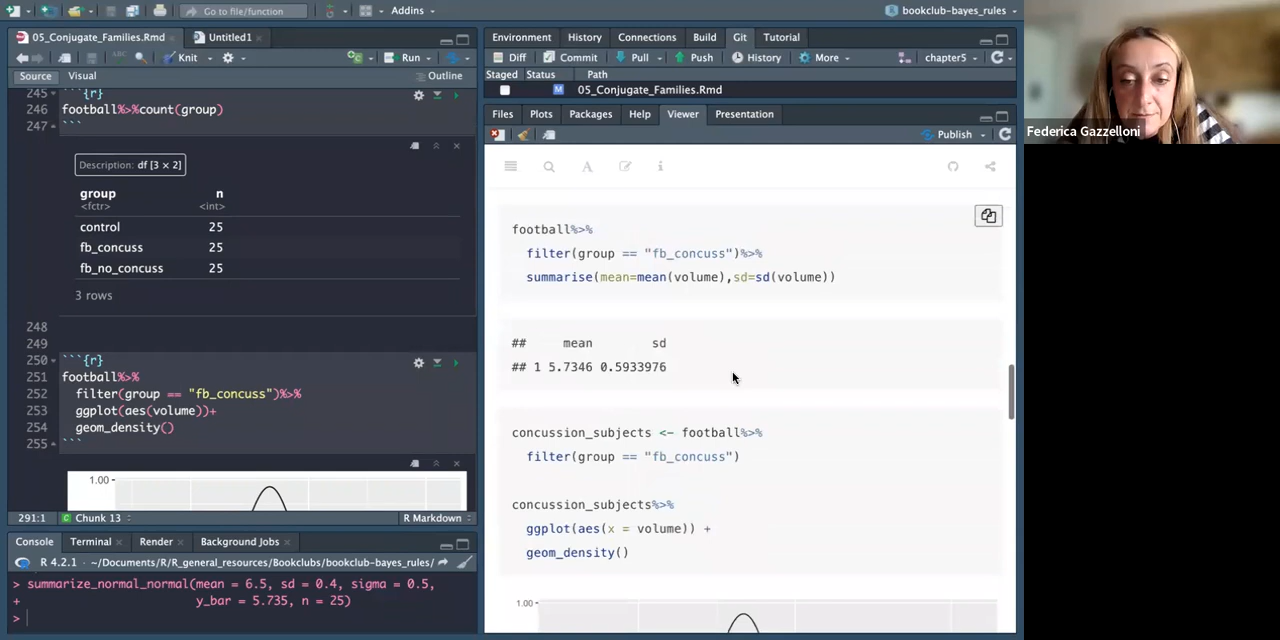 Go to file/function
Addins
bookclub-bayes_rules
05_Conjugate_Families.Rmd
Untitled1
Knit
Run
Source
Visual
Outline
245 ```{r}
246 football%>%count(group)
247 ```
Description: df [3 × 2]
group n
<fctr> <int>
control 25
fb_concuss 25
fb_no_concuss 25
3 rows
248
249
250 ```{r}
251 football%>%
252 filter(group == "fb_concuss")%>%
253 ggplot(aes(volume))+
254 geom_density()
255 ```
1.00
291:1 Chunk 13 R Markdown
Console Terminal Render Background Jobs
R 4.2.1 · ~/Documents/R/R_general_resources/Bookclubs/bookclub-bayes_rules/
> summarize_normal_normal(mean = 6.5, sd = 0.4, sigma = 0.5,
+ y_bar = 5.735, n = 25)
>
Environment History Connections Build Git Tutorial
Diff Commit Pull Push History More chapter5
Staged Status Path
M 05_Conjugate_Families.Rmd
Files Plots Packages Help Viewer Presentation
Publish
football%>%
filter(group == "fb_concuss")%>%
summarise(mean=mean(volume),sd=sd(volume))
## mean sd
## 1 5.7346 0.5933976
concussion_subjects <- football%>%
filter(group == "fb_concuss")
concussion_subjects%>%
ggplot(aes(x = volume)) +
geom_density()
1.00
Federica Gazzelloni